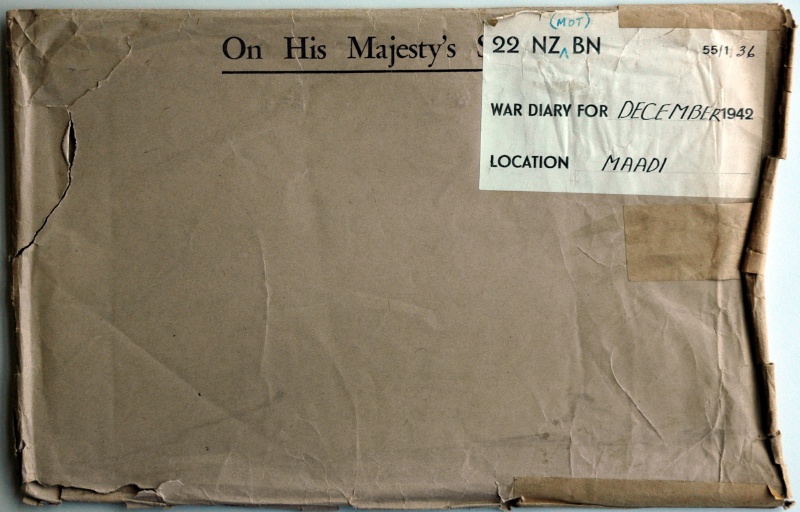 On His Majesty's S
(MOT)
22 NZ ^ BN 55/1/36
WAR DIARY FOR DECEMBER 1942
LOCATION MAADI